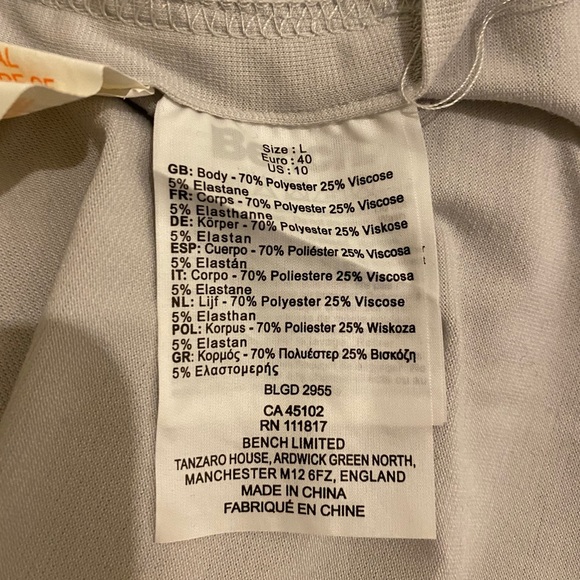 Size : L
Euro : 40
US : 10
GB: Body - 70% Polyester 25% Viscose
5% Elastane
FR: Corps - 70% Polyester 25% Viscose
5% Elasthanne
DE: Körper - 70% Polyester 25% Viskose
5% Elastan
ESP: Cuerpo - 70% Poliéster 25% Viscosa
5% Elastán
IT: Corpo - 70% Poliestere 25% Viscosa
5% Elastane
NL: Lijf - 70% Polyester 25% Viscose
5% Elasthan
POL: Korpus - 70% Poliester 25% Wiskoza
5% Elastan
GR: Κορμός - 70% Πολυέστερ 25% Βισκόζη
5% Ελαστομερής
BLGD 2955
CA 45102
RN 111817
BENCH LIMITED
TANZARO HOUSE, ARDWICK GREEN NORTH,
MANCHESTER M12 6FZ, ENGLAND
MADE IN CHINA
FABRIQUÉ EN CHINE